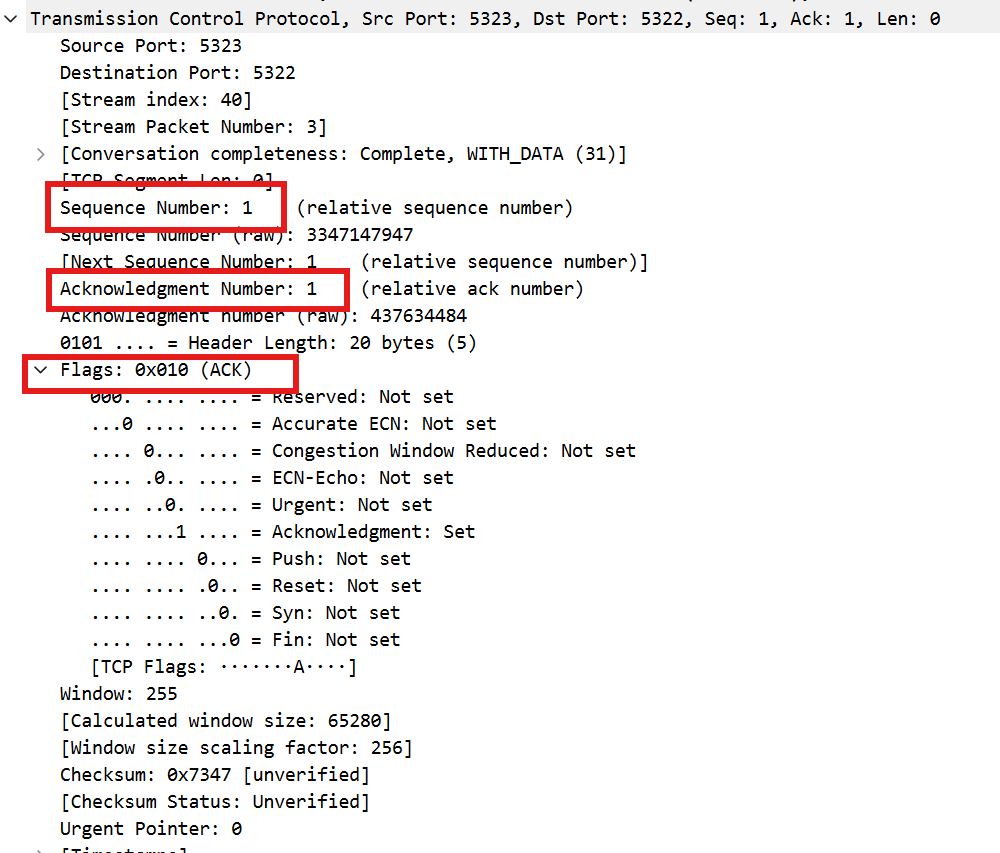 Transmission Control Protocol, Src Port: 5323, Dst Port: 5322, Seq: 1, Ack: 1, Len: 0
Source Port: 5323
Destination Port: 5322
[Stream index: 40]
[Stream Packet Number: 3]
[Conversation completeness: Complete, WITH_DATA (31)]
[TCP Segment Len: 0]
Sequence Number: 1    (relative sequence number)
Sequence Number (raw): 3347147947
[Next Sequence Number: 1    (relative sequence number)]
Acknowledgment Number: 1    (relative ack number)
Acknowledgment number (raw): 437634484
0101 .... = Header Length: 20 bytes (5)
Flags: 0x010 (ACK)
000. .... .... = Reserved: Not set
...0 .... .... = Accurate ECN: Not set
.... 0... .... = Congestion Window Reduced: Not set
.... .0.. .... = ECN-Echo: Not set
.... ..0. .... = Urgent: Not set
.... ...1 .... = Acknowledgment: Set
.... .... 0... = Push: Not set
.... .... .0.. = Reset: Not set
.... .... ..0. = Syn: Not set
.... .... ...0 = Fin: Not set
[TCP Flags: ·······A····]
Window: 255
[Calculated window size: 65280]
[Window size scaling factor: 256]
Checksum: 0x7347 [unverified]
[Checksum Status: Unverified]
Urgent Pointer: 0
[Timestamps]